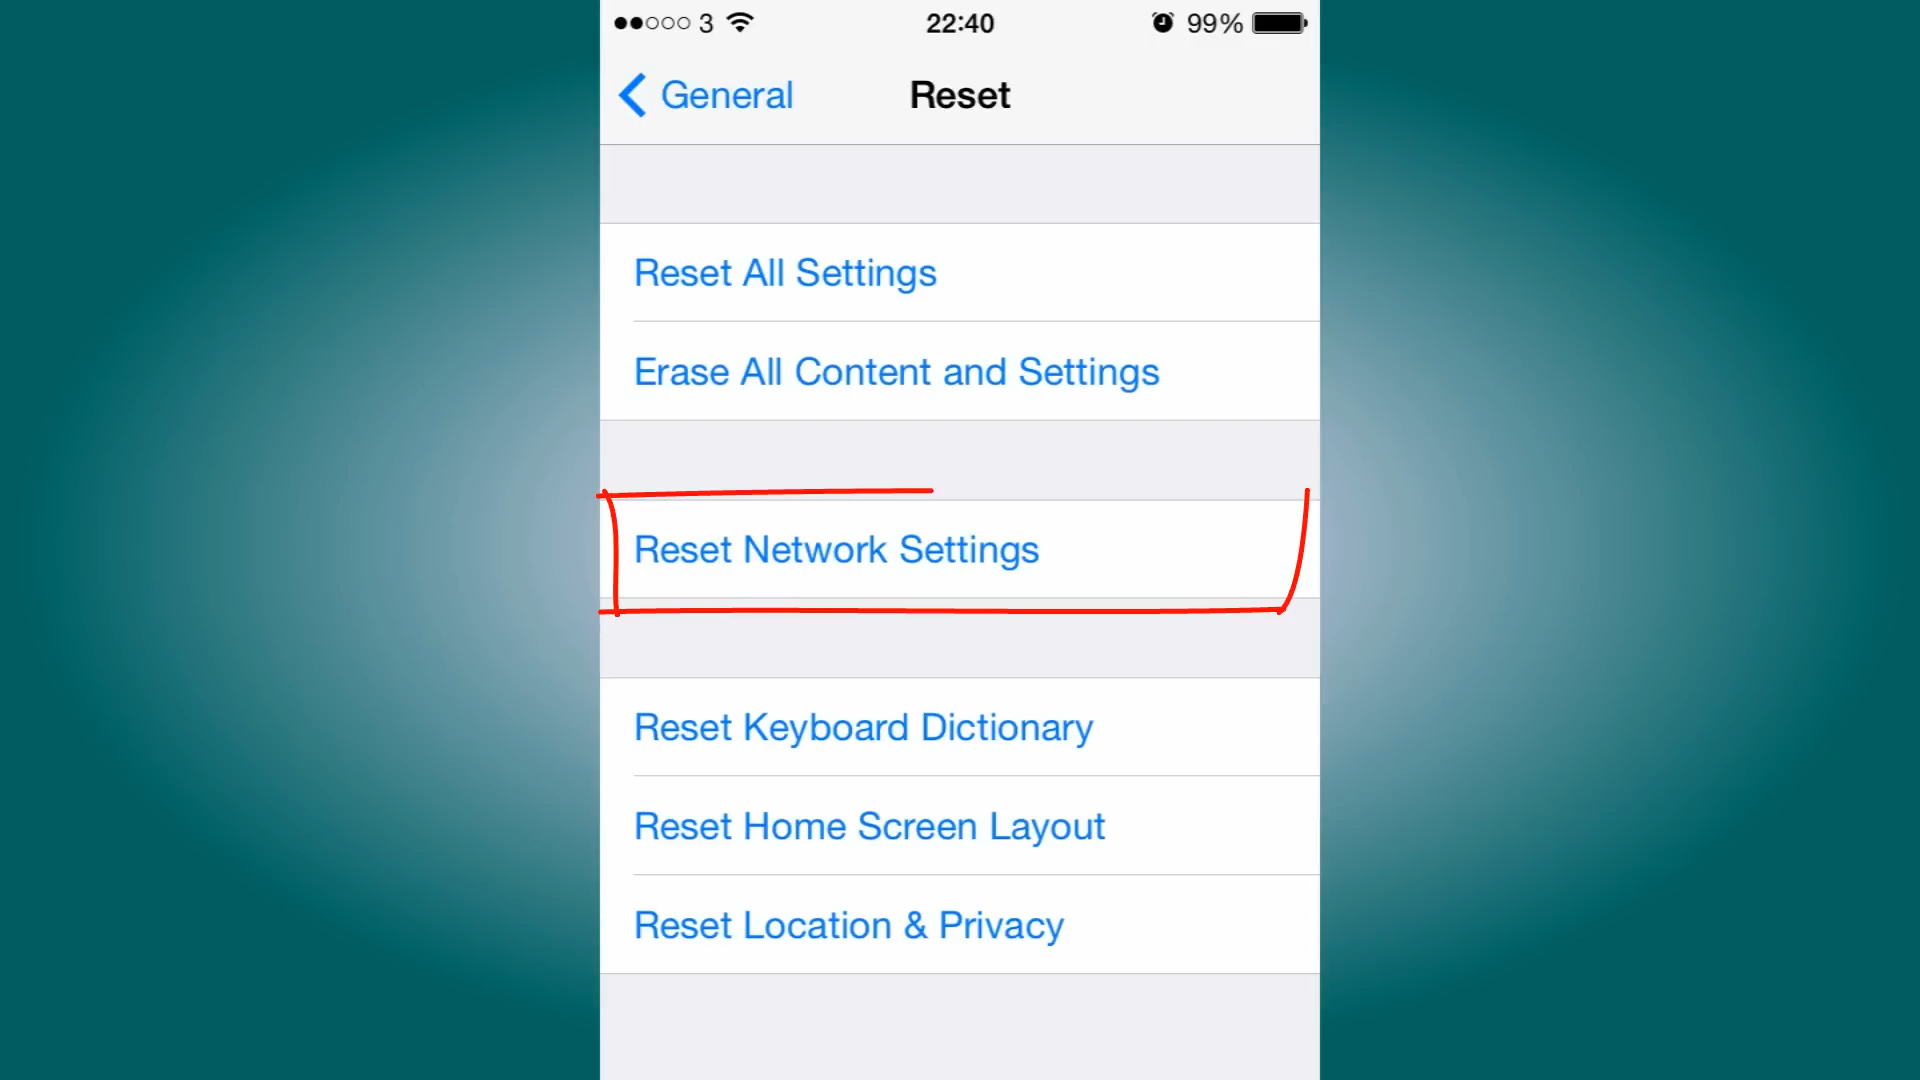 3 22:40 99%
General Reset
Reset All Settings
Erase All Content and Settings
Reset Network Settings
Reset Keyboard Dictionary
Reset Home Screen Layout
Reset Location & Privacy